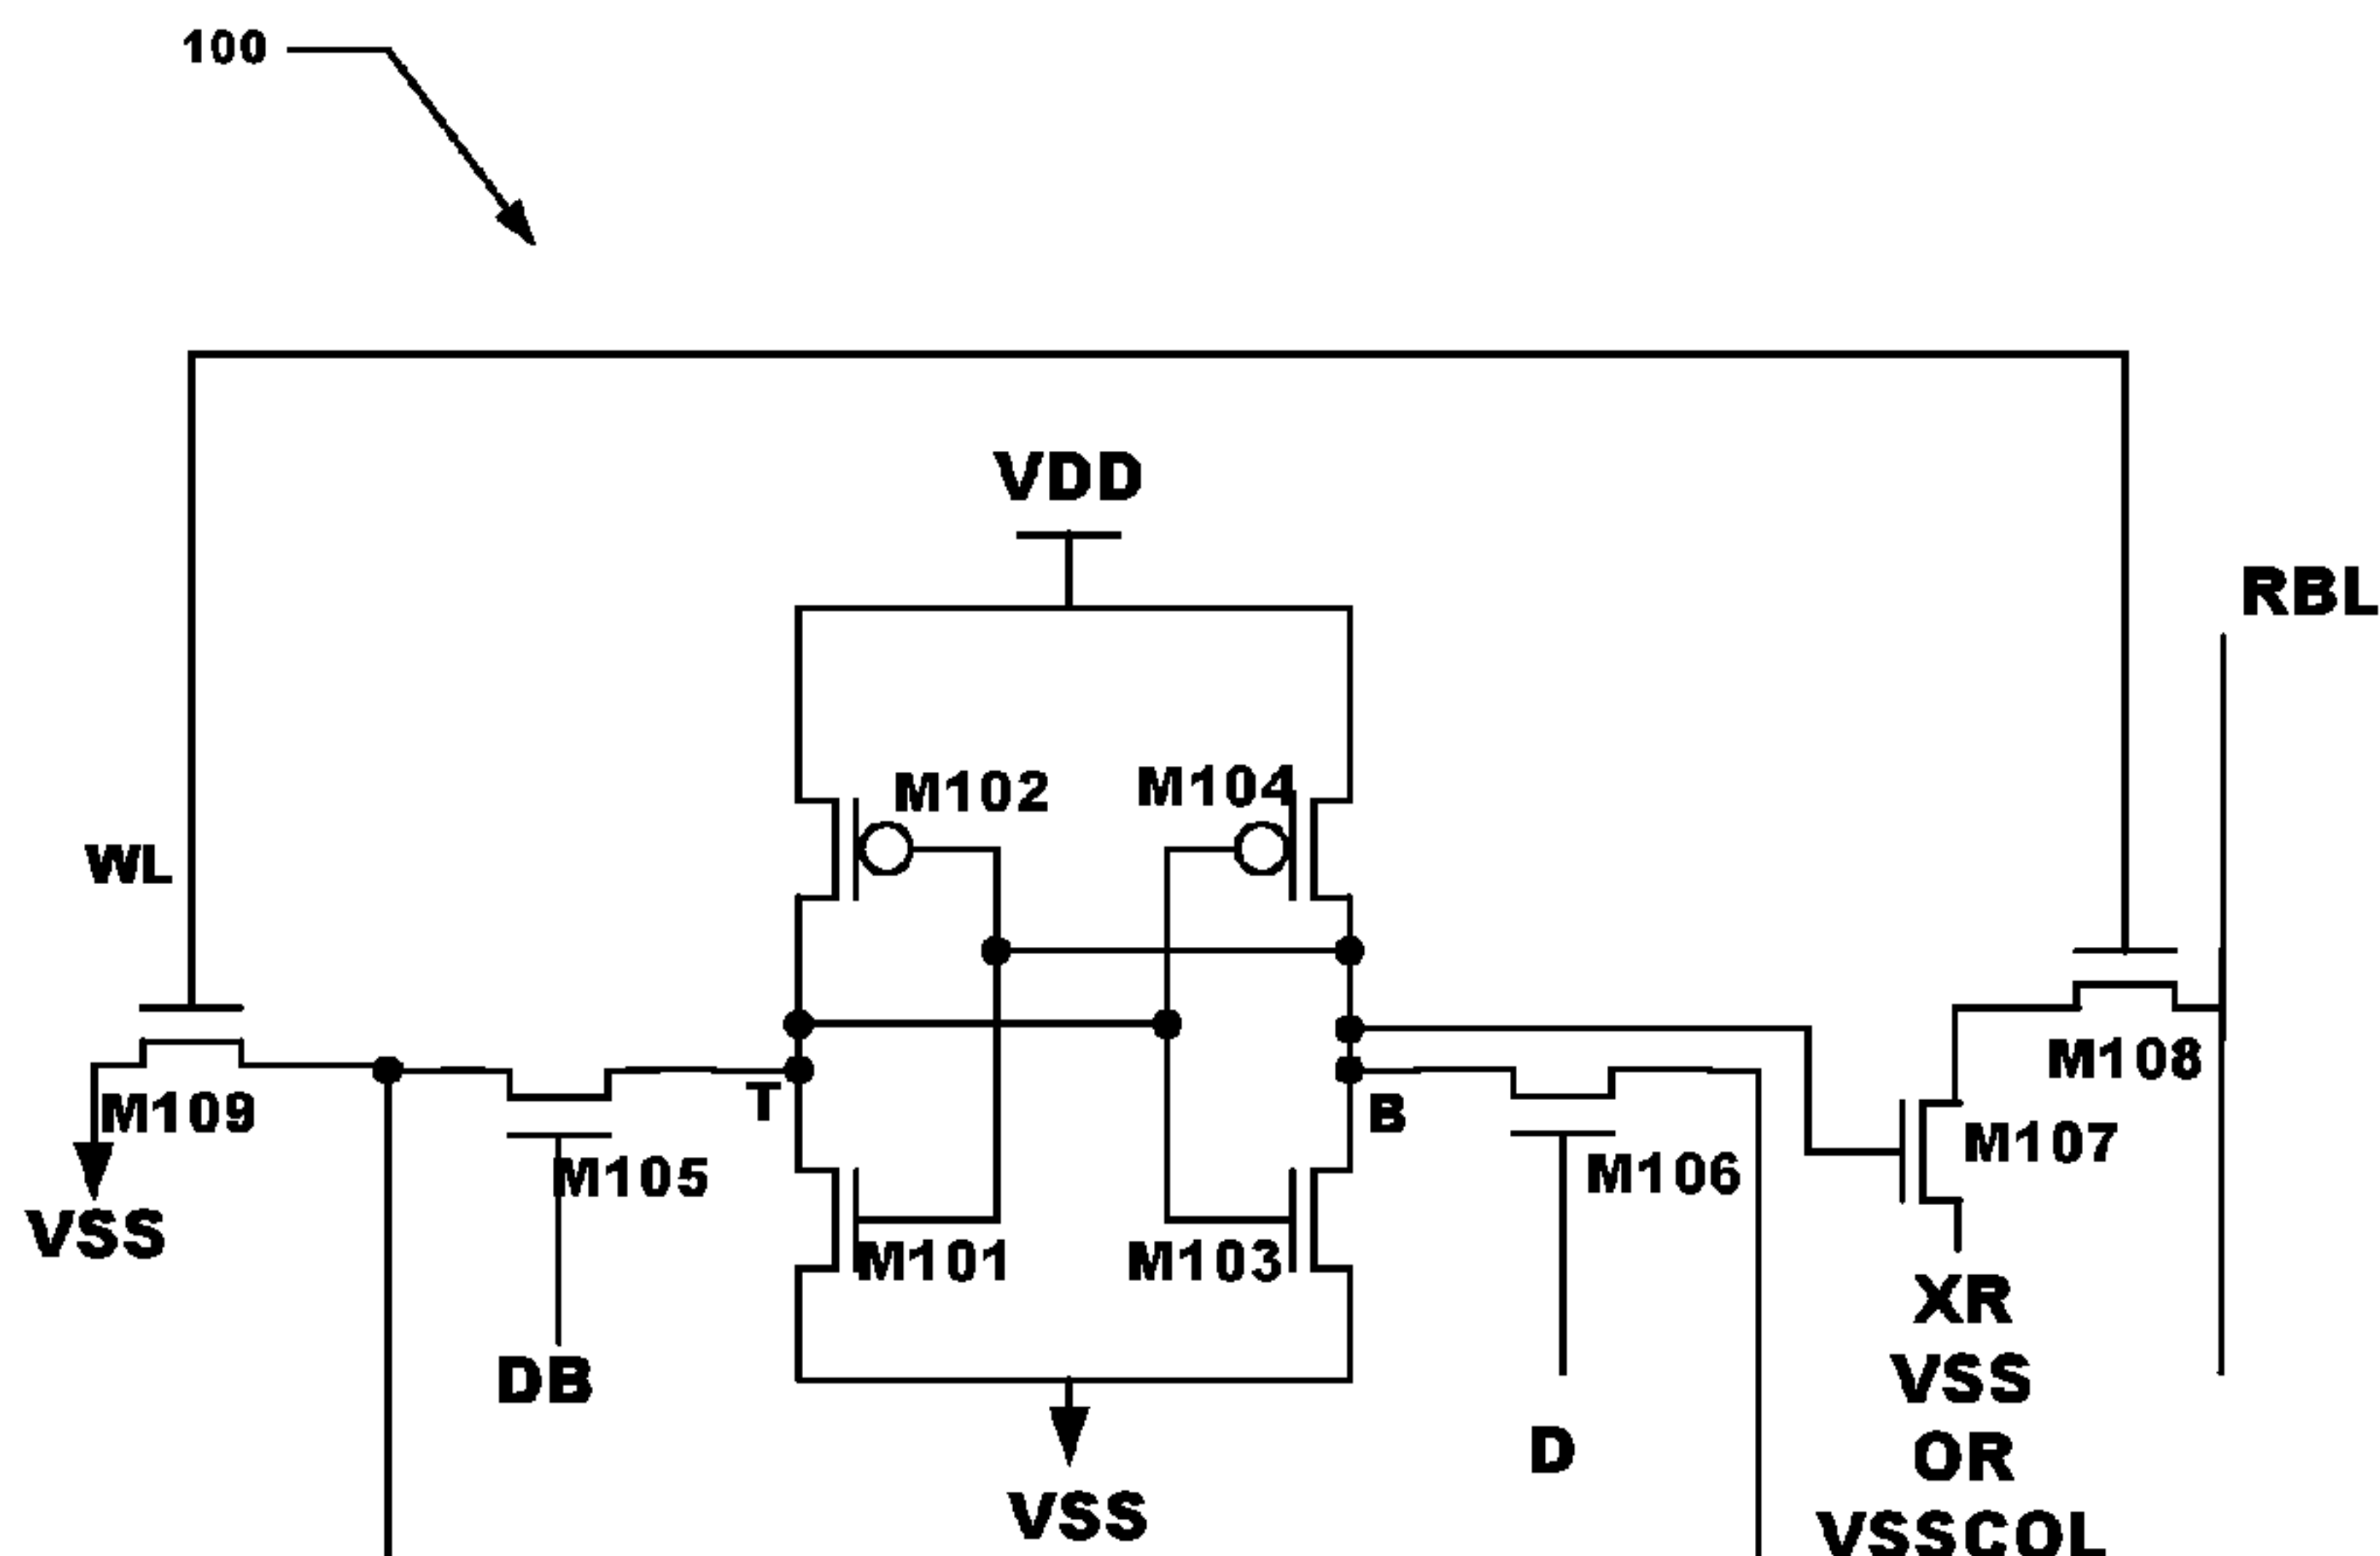 100
VDD
RBL
M102
M104
WL
M108
M109
T
B
M107
M105
M106
VSS
M101
M103
XR
VSS
OR
VSSCOL
DB
D
VSS